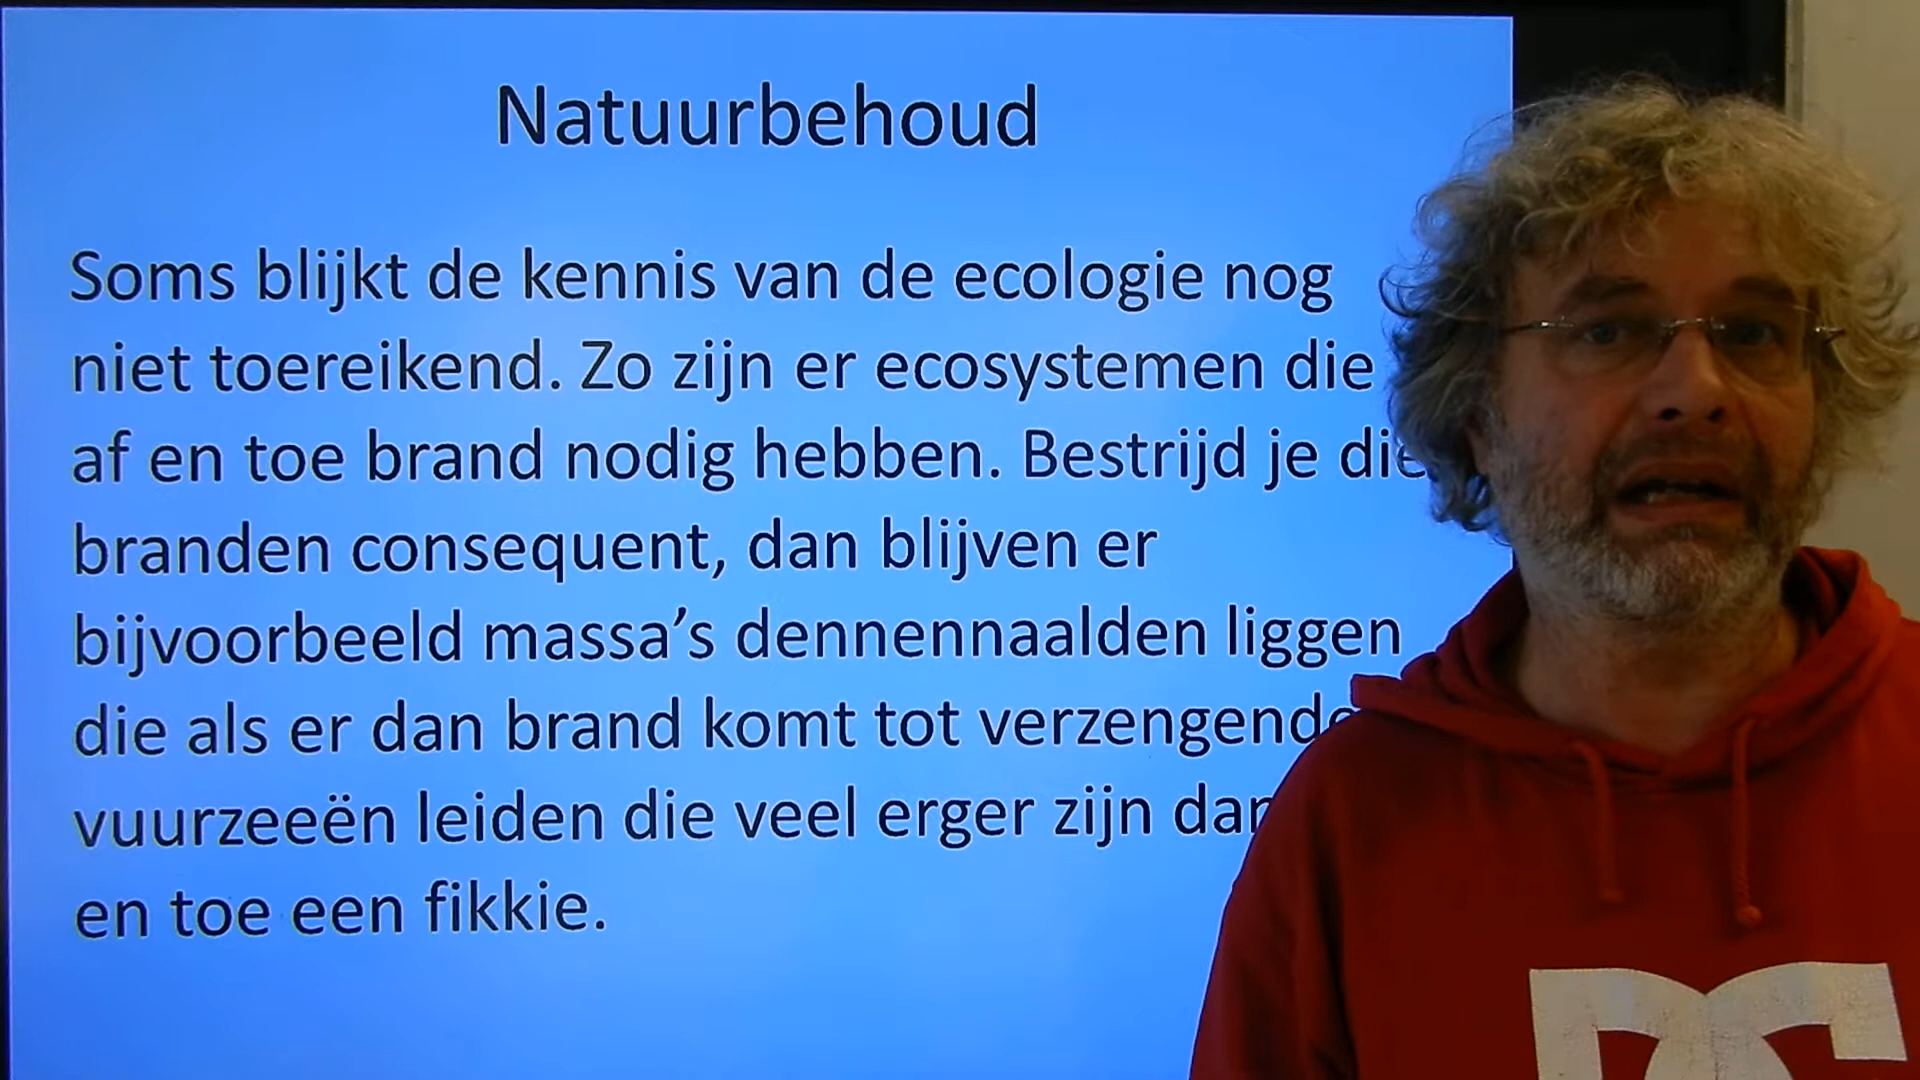 Natuurbehoud
Soms blijkt de kennis van de ecologie nog
niet toereikend. Zo zijn er ecosystemen die
af en toe brand nodig hebben. Bestrijd je die
branden consequent, dan blijven er
bijvoorbeeld massa's dennennaalden liggen
die als er dan brand komt tot verzengende
vuurzeeën leiden die veel erger zijn dan
en toe een fikkie.